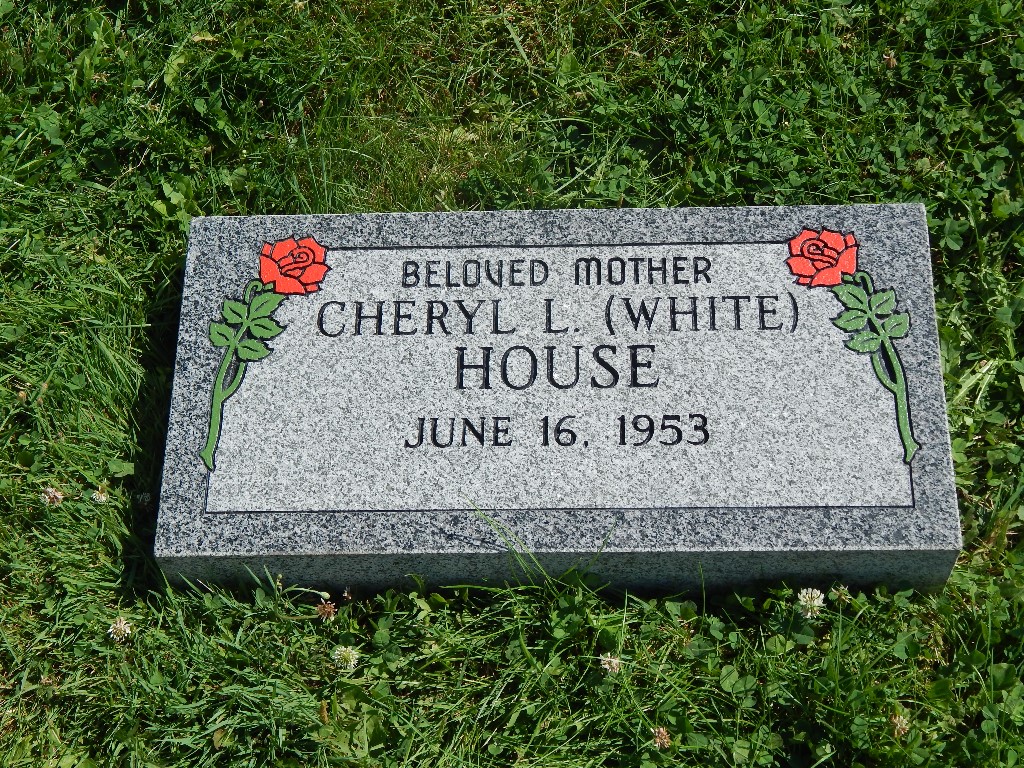 BELOVED MOTHER
CHERYL L. (WHITE)
HOUSE
JUNE 16, 1953